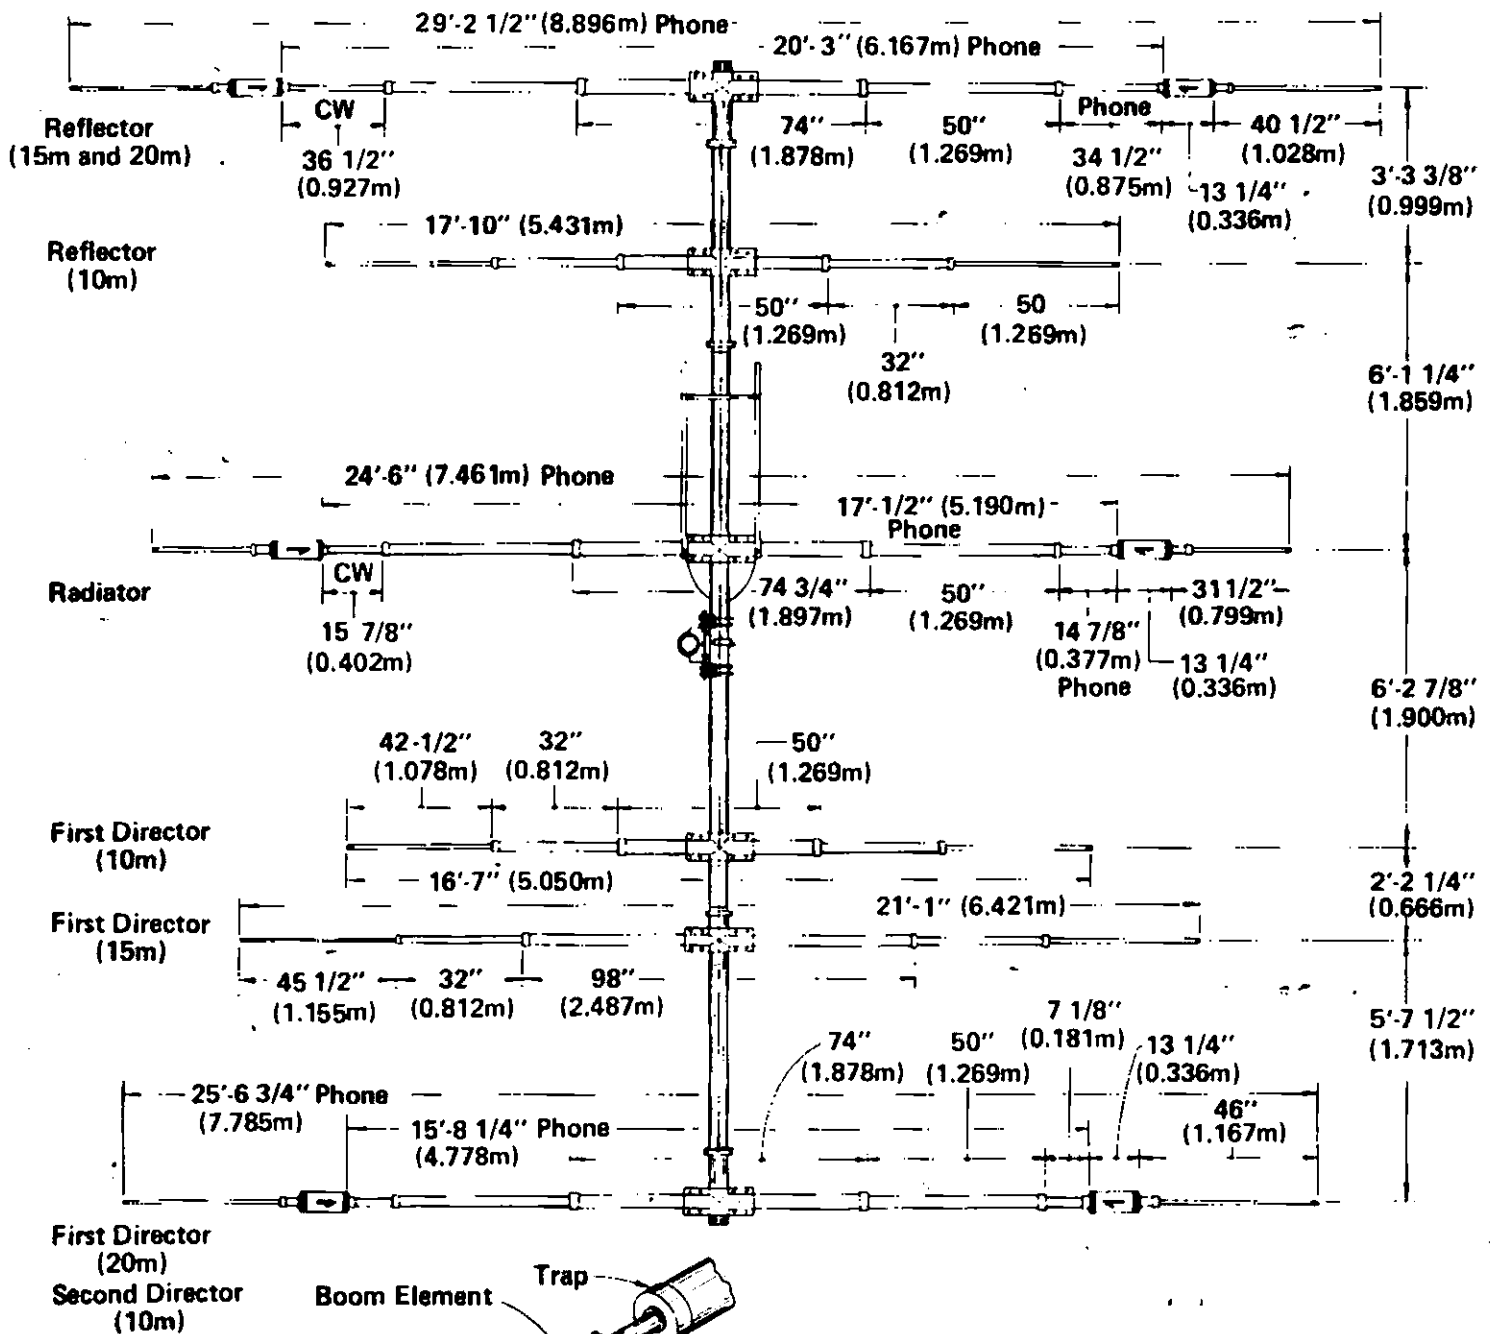 29'-2 1/2" (8.896m) Phone
20'-3" (6.167m) Phone
CW
Phone
Reflector
(15m and 20m)
36 1/2"
(0.927m)
74"
(1.878m)
50"
(1.269m)
34 1/2"
(0.875m)
13 1/4"
(0.336m)
40 1/2"
(1.028m)
3'-3 3/8"
(0.999m)
17'-10" (5.431m)
Reflector
(10m)
50"
(1.269m)
32"
(0.812m)
50
(1.269m)
6'-1 1/4"
(1.859m)
24'-6" (7.461m) Phone
17'-1/2" (5.190m)
Phone
CW
Radiator
15 7/8"
(0.402m)
74 3/4"
(1.897m)
50"
(1.269m)
14 7/8"
(0.377m)
Phone
13 1/4"
(0.336m)
311/2"
(0.799m)
6'-2 7/8"
(1.900m)
42-1/2"
(1.078m)
32"
(0.812m)
50"
(1.269m)
First Director
(10m)
16'-7" (5.050m)
2'-2 1/4"
(0.666m)
First Director
(15m)
21'-1" (6.421m)
45 1/2"
(1.155m)
32"
(0.812m)
98"
(2.487m)
5'-7 1/2"
(1.713m)
74"
(1.878m)
50"
(1.269m)
7 1/8"
(0.181m)
13 1/4"
(0.336m)
46"
(1.167m)
25'-6 3/4" Phone
(7.785m)
15'-8 1/4" Phone
(4.778m)
First Director
(20m)
Second Director
(10m)
Boom Element
Trap